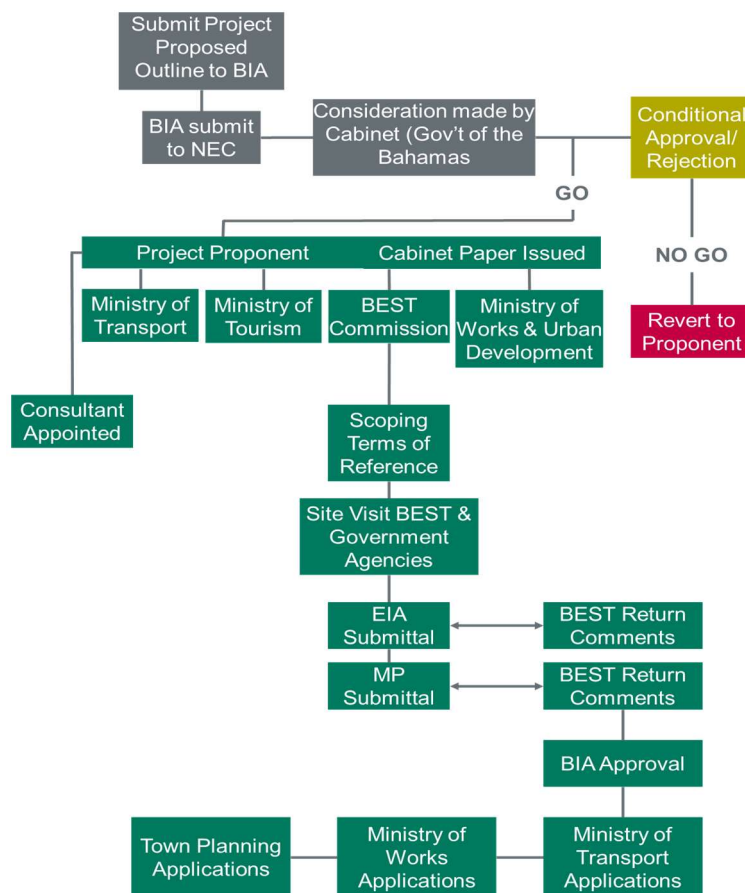 Submit Project
Proposed
Outline to BIA
BIA submit
to NEC
Consideration made by
Cabinet (Gov't of the
Bahamas
Conditional
Approval/
Rejection
GO
NO GO
Revert to
Proponent
Project Proponent
Cabinet Paper Issued
Ministry of
Transport
Ministry of
Tourism
BEST
Commission
Ministry of
Works & Urban
Development
Consultant
Appointed
Scoping
Terms of
Reference
Site Visit BEST &
Government
Agencies
EIA
Submittal
BEST Return
Comments
MP
Submittal
BEST Return
Comments
BIA Approval
Town Planning
Applications
Ministry of
Works
Applications
Ministry of
Transport
Applications